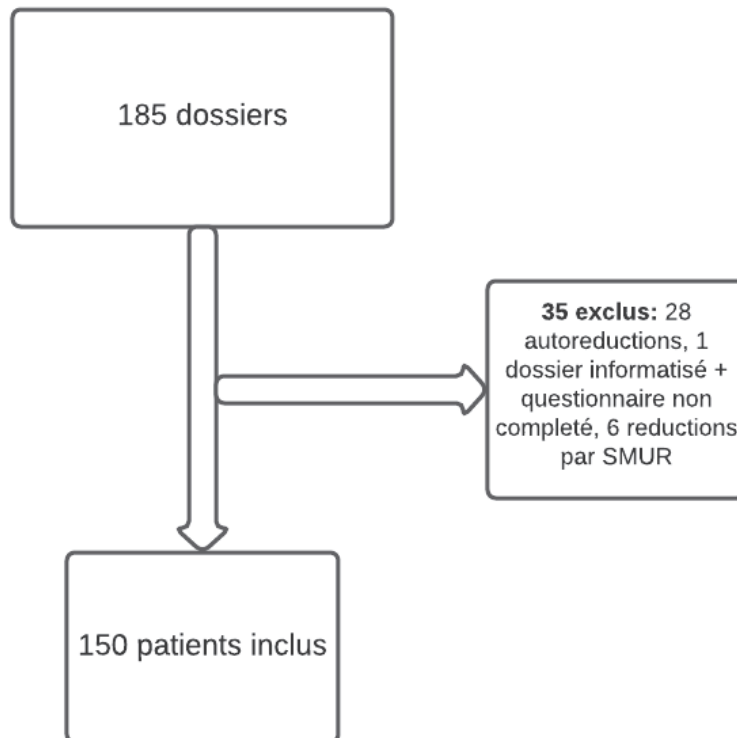 185 dossiers
35 exclus: 28
autoreductions, 1
dossier informatisé +
questionnaire non
completé, 6 reductions
par SMUR
150 patients inclus